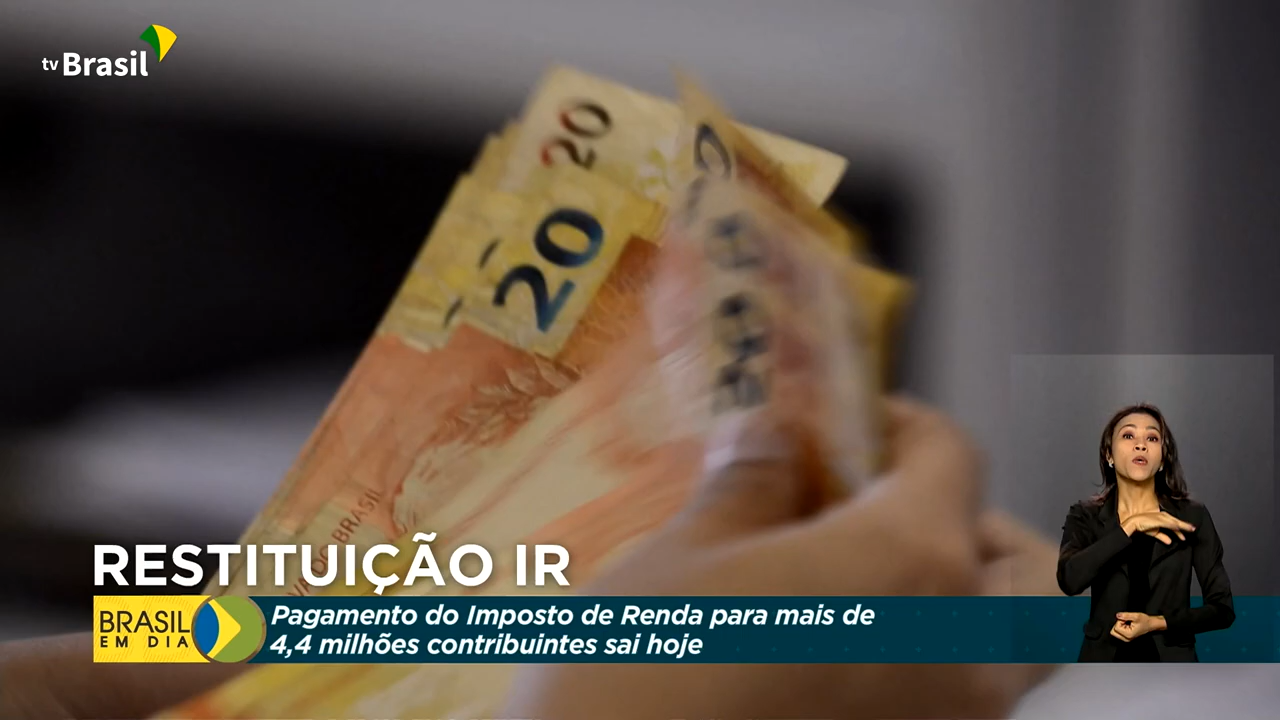 tv Brasil
20
20
BRASIL
RESTITUIÇÃO IR
BRASIL
EM DIA
Pagamento do Imposto de Renda para mais de
4,4 milhões contribuintes sai hoje